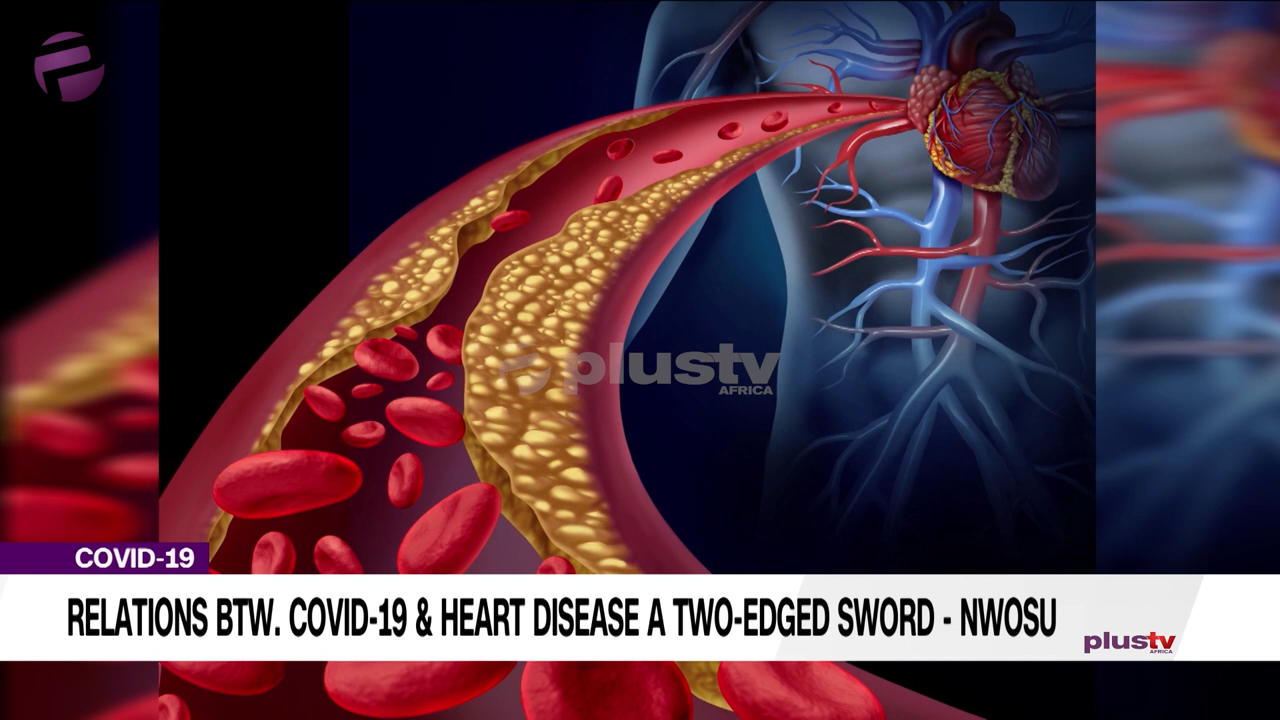 plustv
AFRICA
COVID-19
RELATIONS BTW. COVID-19 & HEART DISEASE A TWO-EDGED SWORD - NWOSU
plustv
AFRICA